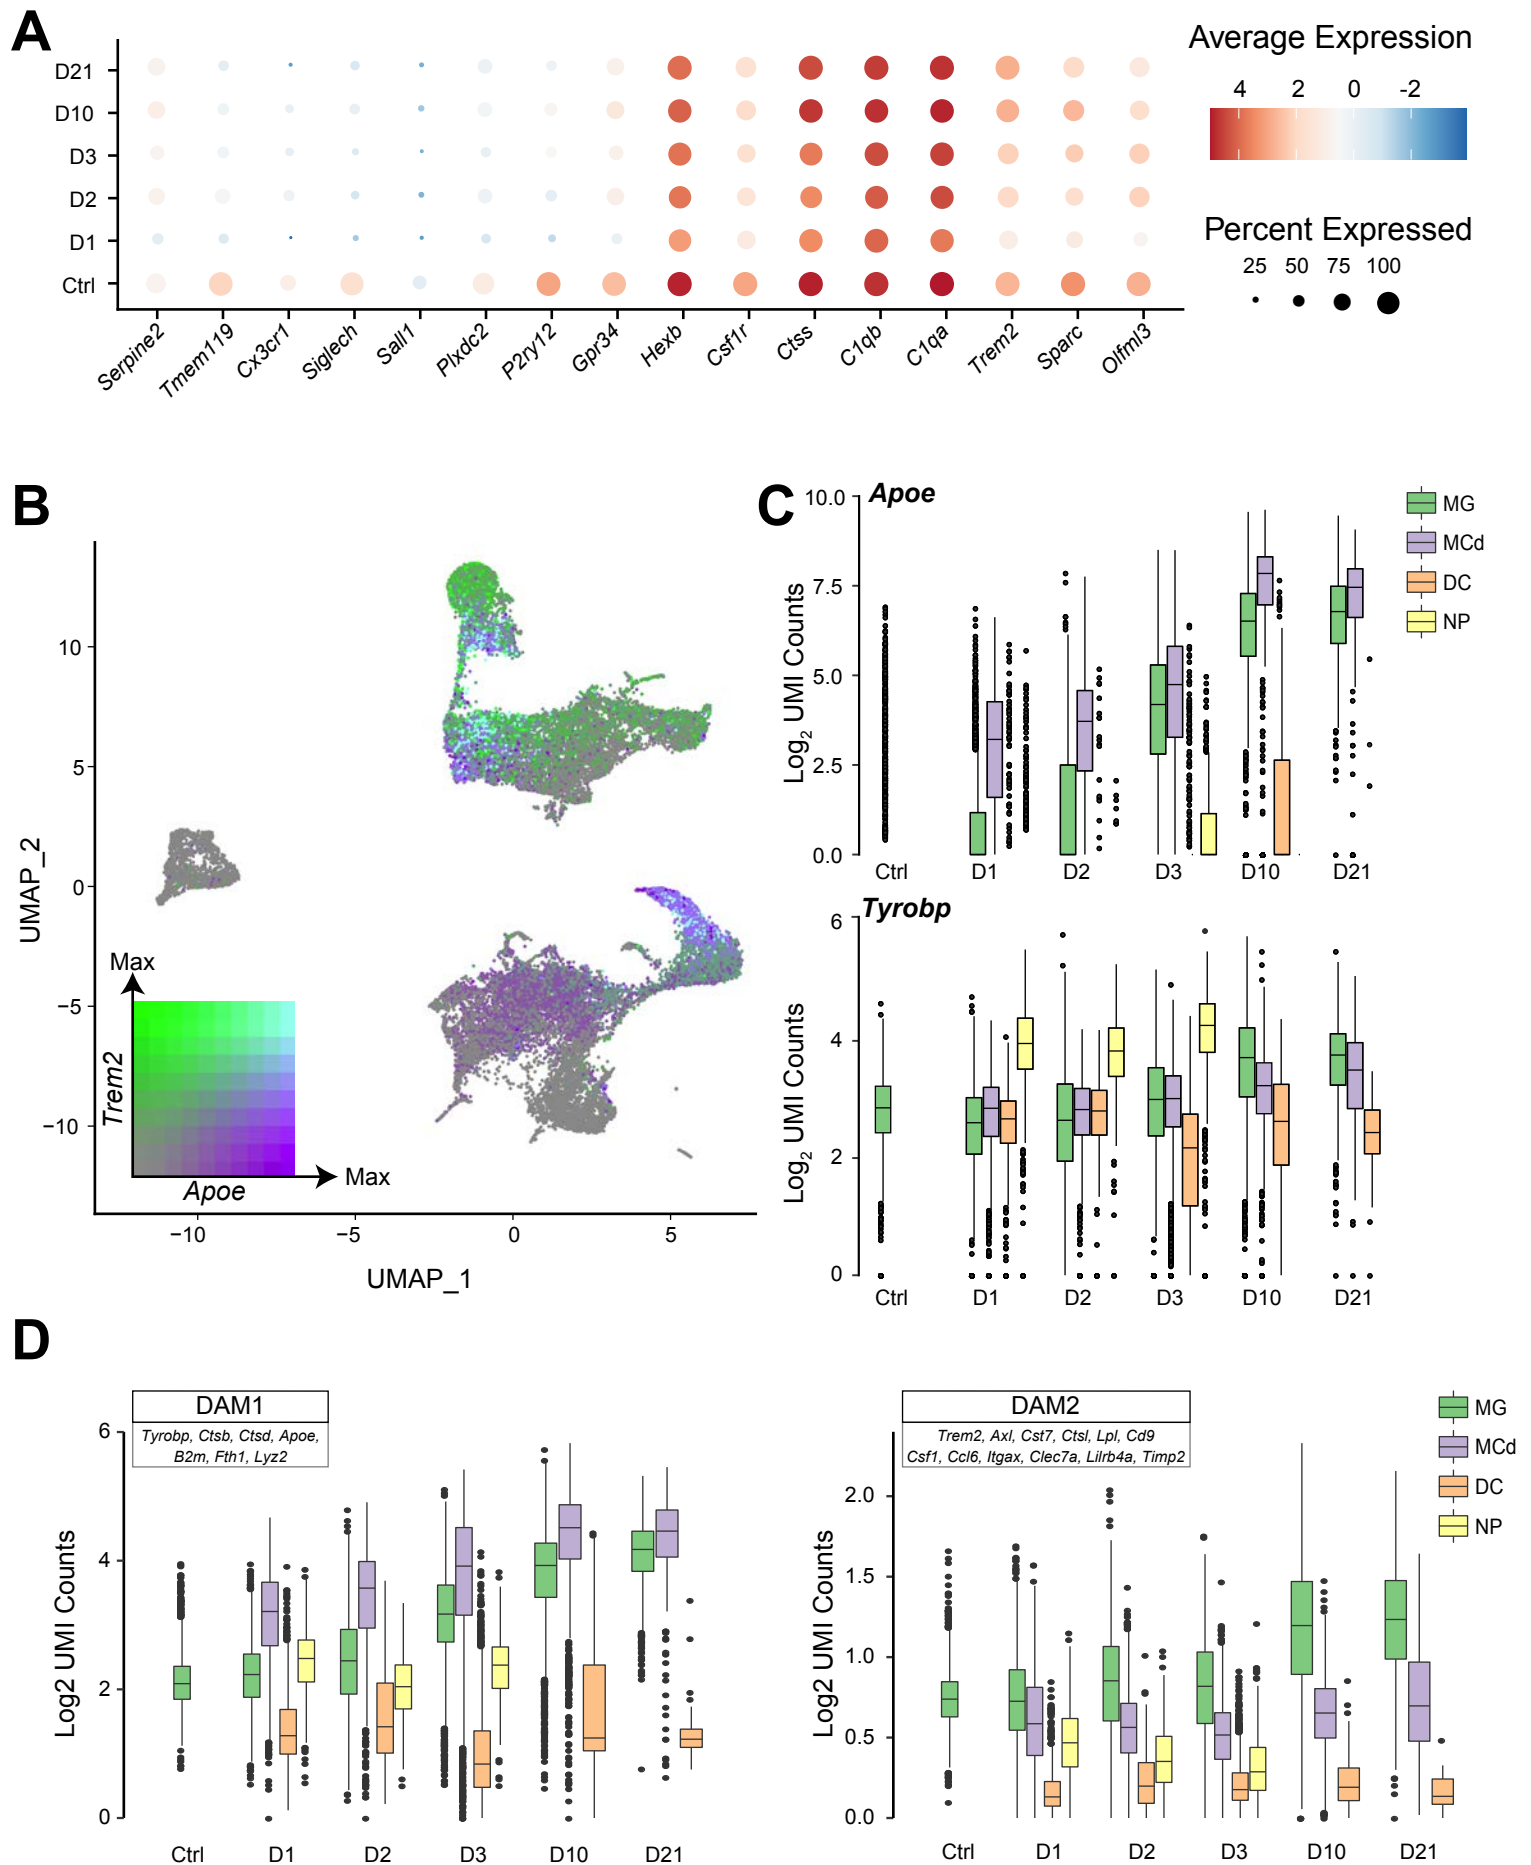 A
D21
D10
D3
D2
D1
Ctrl
Serpine2
Tmem119
Cx3cr1
Siglech
Sall1
Plxdc2
P2ry12
Gpr34
Hexb
Csf1r
Ctss
C1qb
C1qa
Trem2
Sparc
Olfml3
Average Expression
4 2 0 -2
Percent Expressed
25 50 75 100
B
UMAP_2
10
5
0
−5
−10
Max
Trem2
Apoe
Max
−10 −5 0 5
UMAP_1
C
Apoe
Log2 UMI Counts
10.0
7.5
5.0
2.5
0.0
Ctrl D1 D2 D3 D10 D21
MG
MCd
DC
NP
Tyrobp
Log2 UMI Counts
6
4
2
0
Ctrl D1 D2 D3 D10 D21
D
DAM1
Tyrobp, Ctsb, Ctsd, Apoe,
B2m, Fth1, Lyz2
Log2 UMI Counts
6
4
2
0
Ctrl D1 D2 D3 D10 D21
DAM2
Trem2, Axl, Cst7, Ctsl, Lpl, Cd9
Csf1, Ccl6, Itgax, Clec7a, Lilrb4a, Timp2
Log2 UMI Counts
2.0
1.5
1.0
0.5
0.0
Ctrl D1 D2 D3 D10 D21
MG
MCd
DC
NP